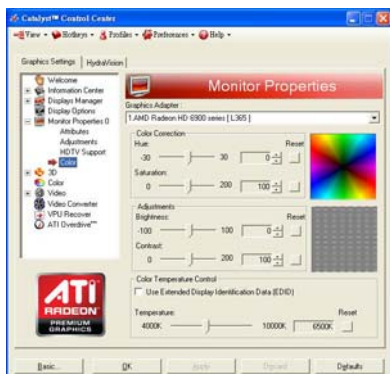 Catalyst™ Control Center
View Hotkeys Profiles Preferences Help
Graphics Settings HydraVision
Welcome
Information Center
Displays Manager
Display Options
Monitor Properties 0
Attributes
Adjustments
HDTV Support
Color
3D
Color
Video
Video Converter
VPU Recover
ATI Overdrive™
ATI
RADEON
PREMIUM
GRAPHICS
Monitor Properties
Graphics Adapter:
1.AMD Radeon HD 6900 series [ L365 ]
Color Correction
Hue: Reset
-30 30 0
Saturation:
0 200 100
Adjustments
Brightness: Reset
-100 100 0
Contrast:
0 200 100
Color Temperature Control
Use Extended Display Identification Data (EDID)
Temperature: Reset
4000K 10000K 6500K
Basic... OK Apply Discard Defaults